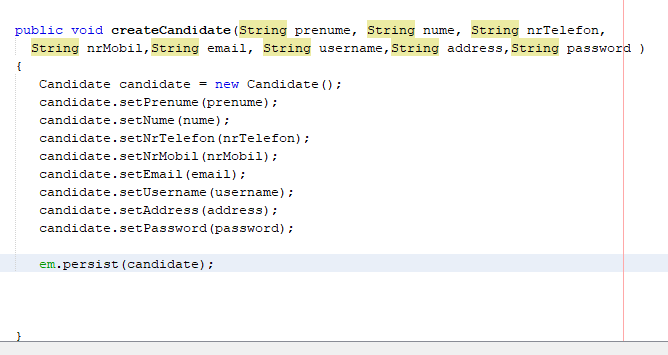 public void createCandidate(String prenume, String nume, String nrTelefon,
String nrMobil,String email, String username,String address,String password )
{
Candidate candidate = new Candidate();
candidate.setPrenume(prenume);
candidate.setNume(nume);
candidate.setNrTelefon(nrTelefon);
candidate.setNrMobil(nrMobil);
candidate.setEmail(email);
candidate.setUsername(username);
candidate.setAddress(address);
candidate.setPassword(password);
em.persist(candidate);
}